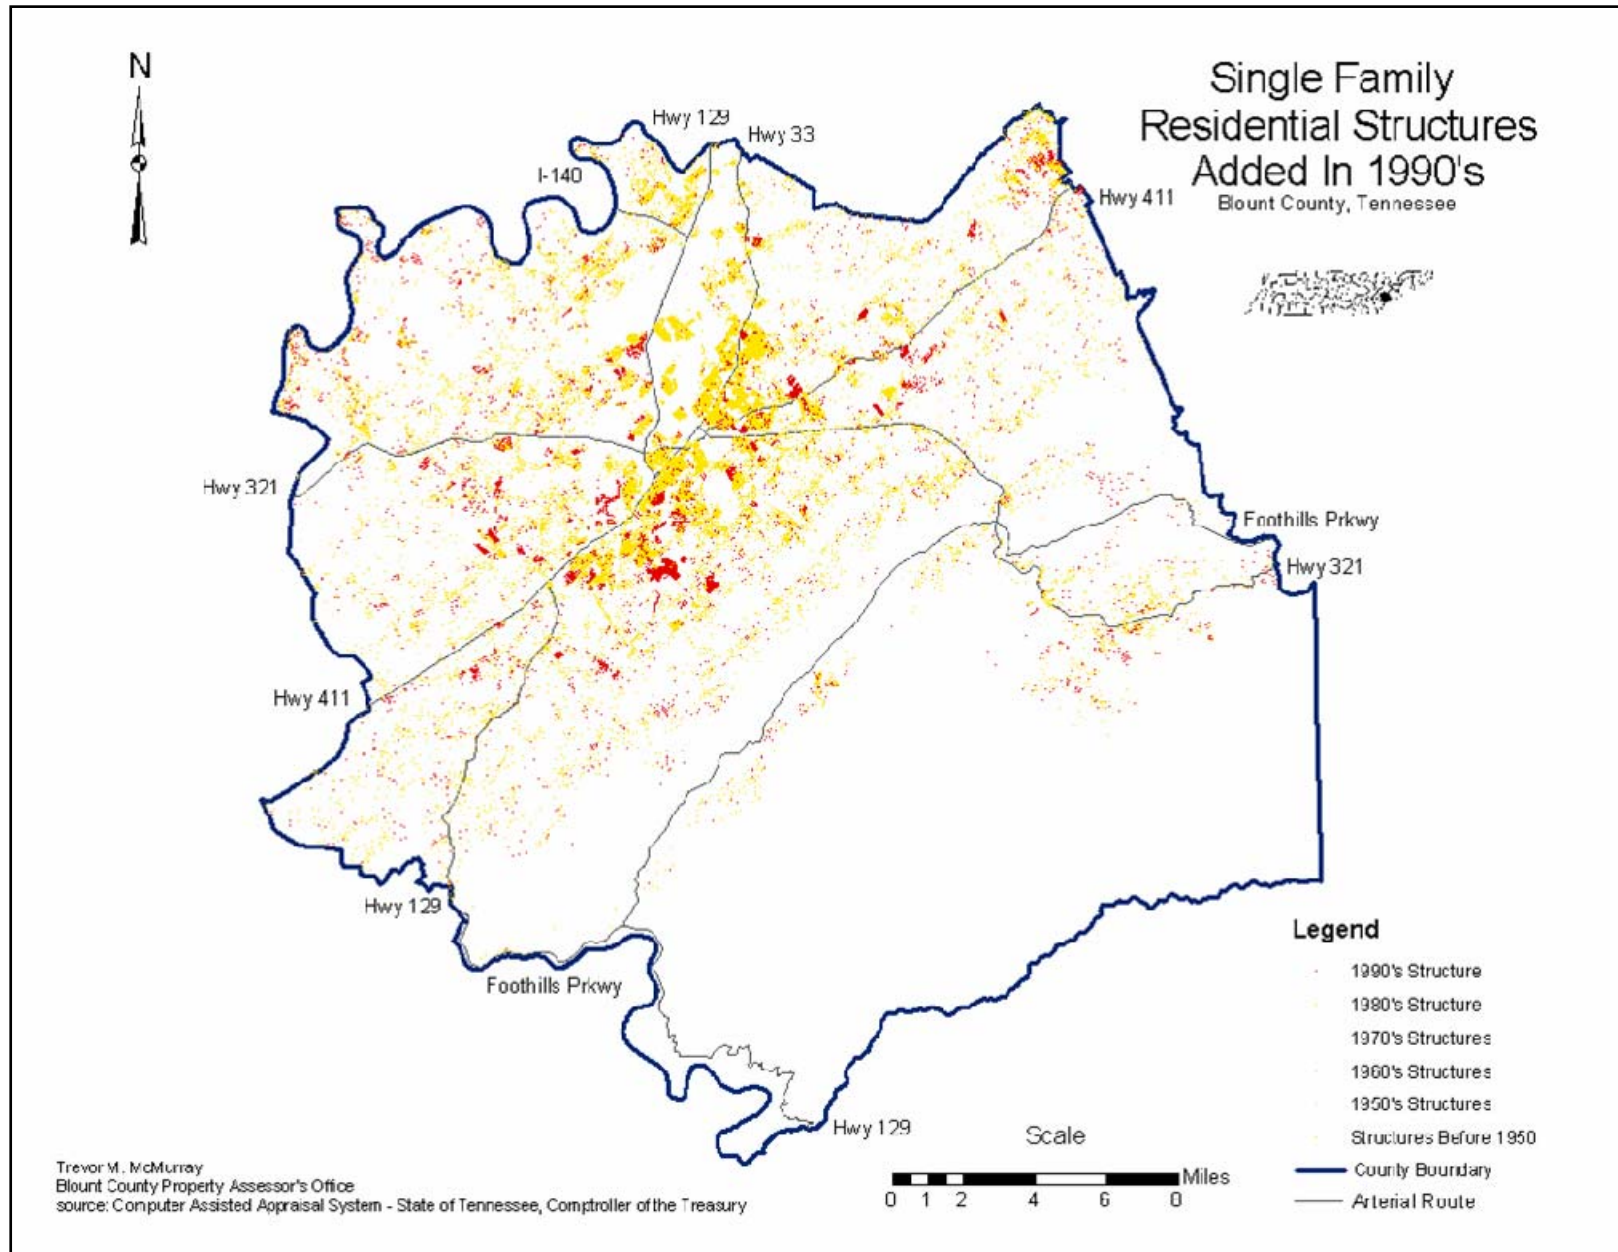 N
Single Family
Residential Structures
Added In 1990's
Blount County, Tennessee
Hwy 129
Hwy 33
I-140
Hwy 411
Hwy 321
Foothills Prkwy
Hwy 321
Hwy 411
Hwy 129
Foothills Prkwy
Hwy 129
Legend
1990's Structure
1980's Structure
1970's Structures
1960's Structures
1950's Structures
Structures Before 1950
County Boundary
Arterial Route
Scale
Miles
0 1 2 4 6 8
Trevor M. McMurray
Blount County Property Assessor's Office
source: Computer Assisted Appraisal System - State of Tennessee, Comptroller of the Treasury